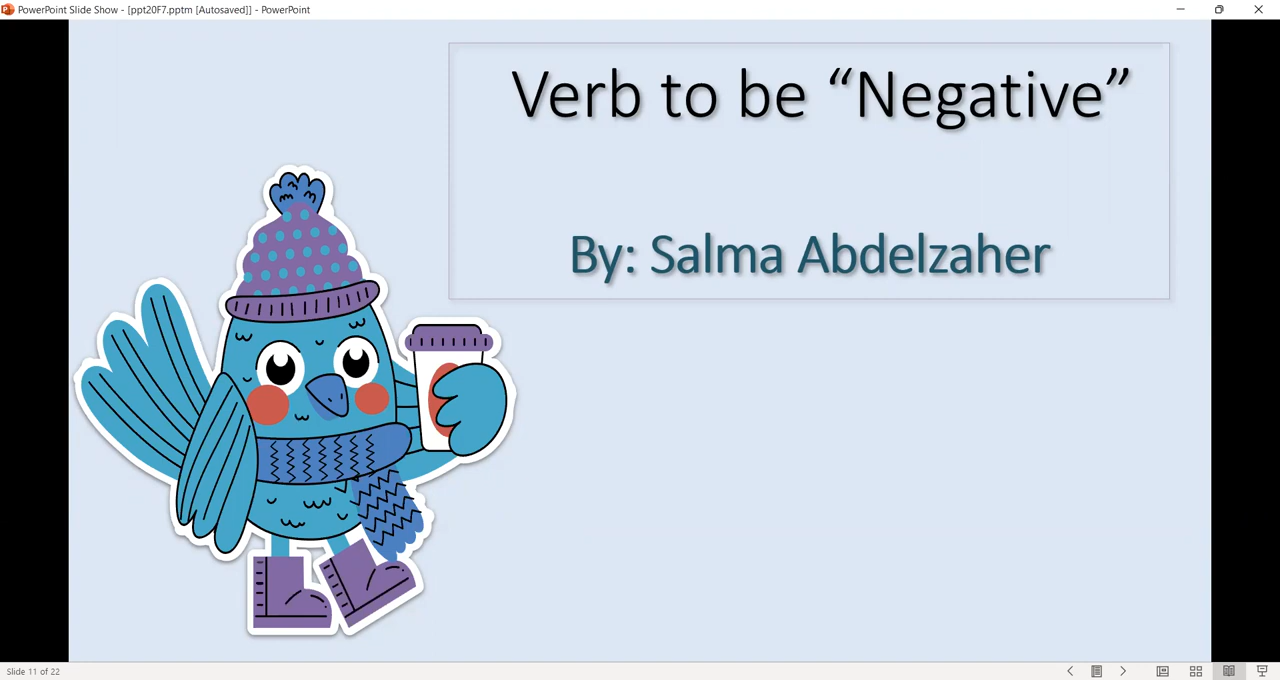 PowerPoint Slide Show - [ppt20F7.pptm [Autosaved]] - PowerPoint
Verb to be “Negative”
By: Salma Abdelzaher
Slide 11 of 22